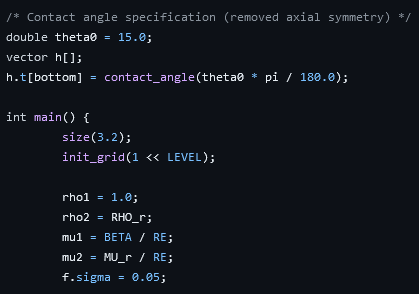 /* Contact angle specification (removed axial symmetry) */
double theta0 = 15.0;
vector h[];
h.t[bottom] = contact_angle(theta0 * pi / 180.0);
int main() {
size(3.2);
init_grid(1 << LEVEL);
rho1 = 1.0;
rho2 = RHO_r;
mu1 = BETA / RE;
mu2 = MU_r / RE;
f.sigma = 0.05;